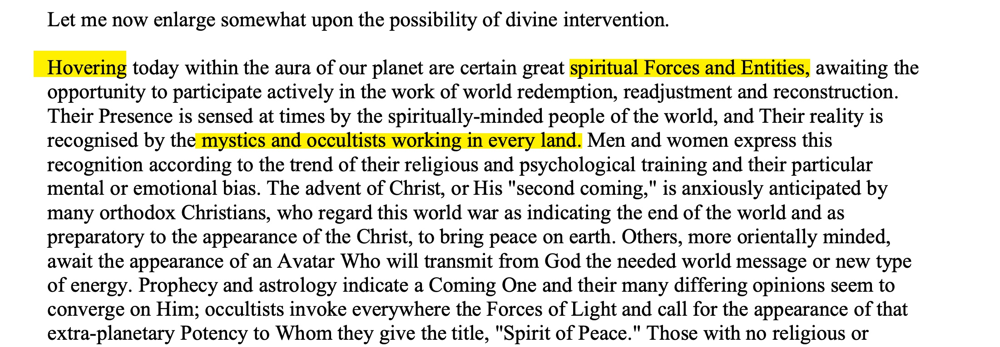 Let me now enlarge somewhat upon the possibility of divine intervention.
Hovering today within the aura of our planet are certain great spiritual Forces and Entities, awaiting the
opportunity to participate actively in the work of world redemption, readjustment and reconstruction.
Their Presence is sensed at times by the spiritually-minded people of the world, and Their reality is
recognised by the mystics and occultists working in every land. Men and women express this
recognition according to the trend of their religious and psychological training and their particular
mental or emotional bias. The advent of Christ, or His "second coming," is anxiously anticipated by
many orthodox Christians, who regard this world war as indicating the end of the world and as
preparatory to the appearance of the Christ, to bring peace on earth. Others, more orientally minded,
await the appearance of an Avatar Who will transmit from God the needed world message or new type
of energy. Prophecy and astrology indicate a Coming One and their many differing opinions seem to
converge on Him; occultists invoke everywhere the Forces of Light and call for the appearance of that
extra-planetary Potency to Whom they give the title, "Spirit of Peace." Those with no religious or